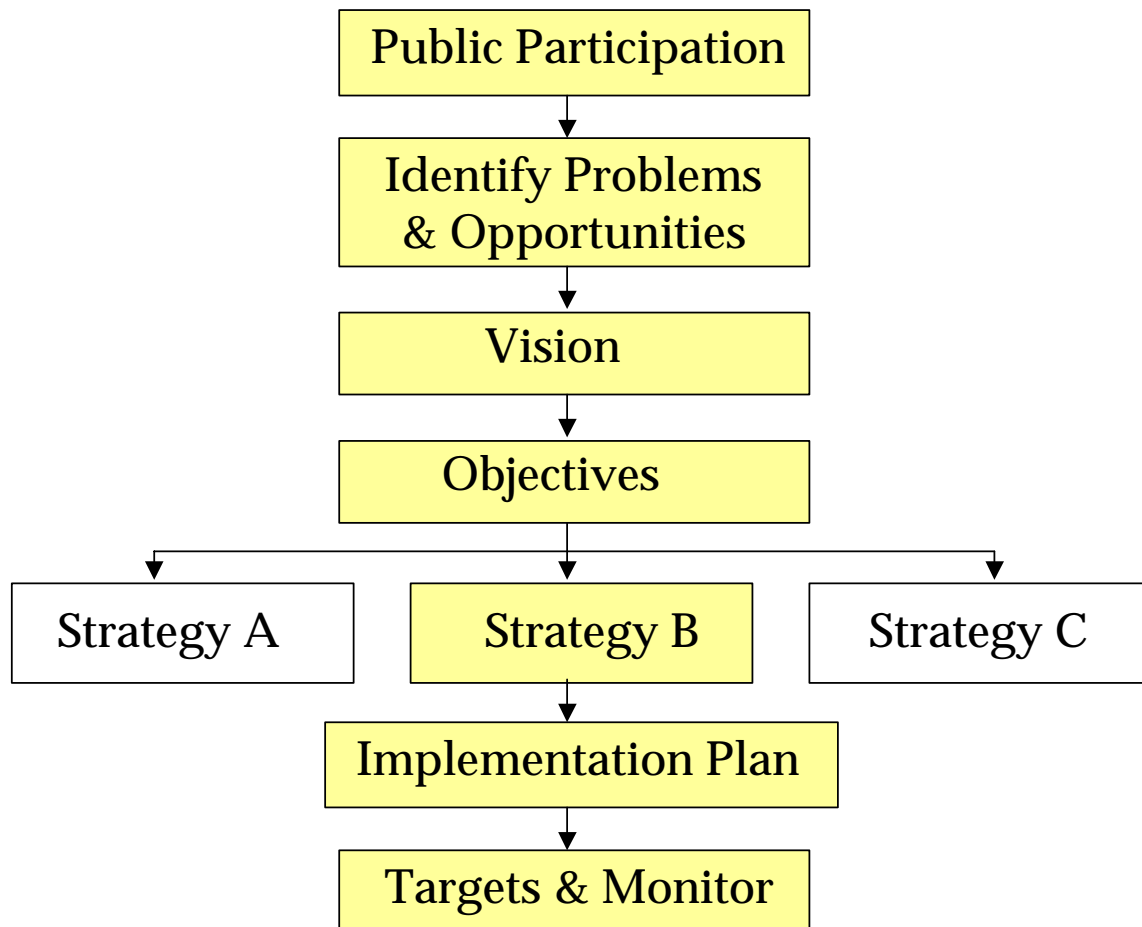 Public Participation
Identify Problems
& Opportunities
Vision
Objectives
Strategy A
Strategy B
Strategy C
Implementation Plan
Targets & Monitor